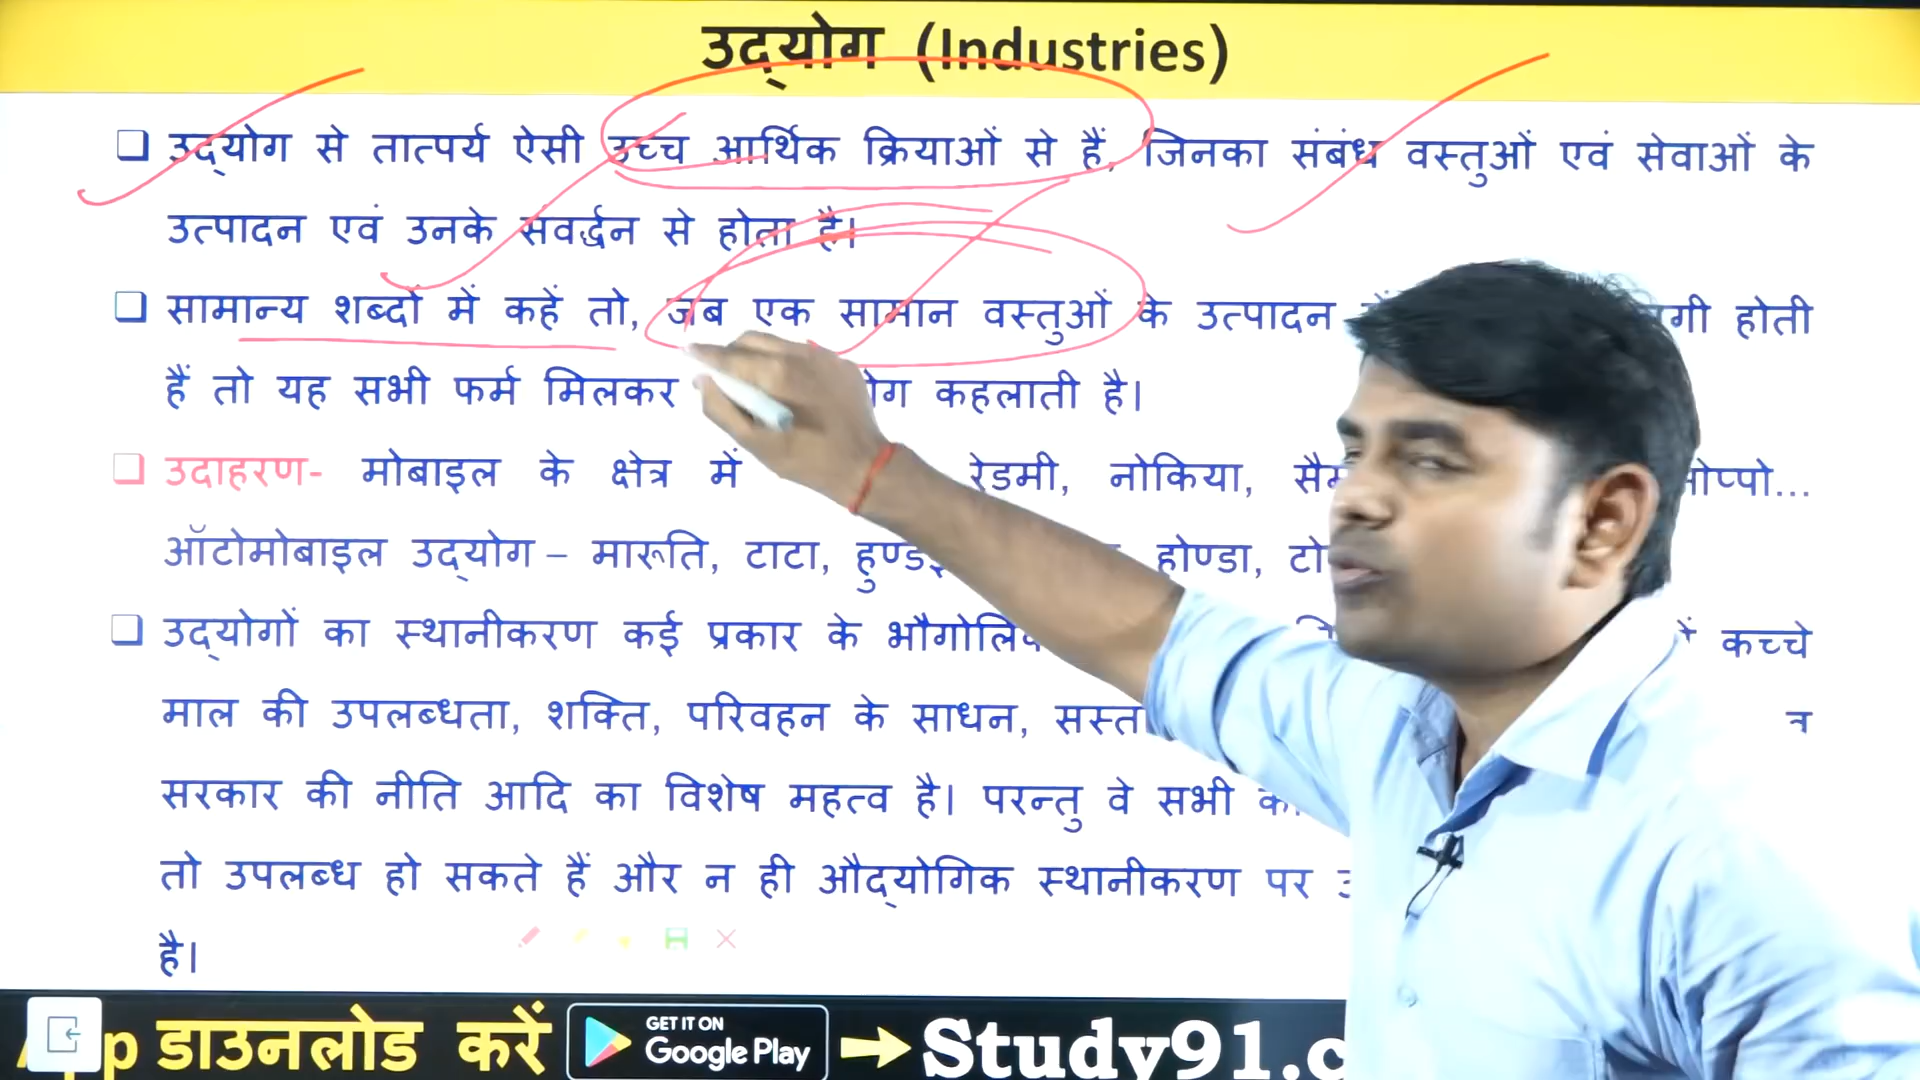 उद्योग (Industries)
उद्योग से तात्पर्य ऐसी उच्च आर्थिक क्रियाओं से हैं, जिनका संबंध वस्तुओं एवं सेवाओं के
उत्पादन एवं उनके संवर्द्धन से होता है।
सामान्य शब्दों में कहें तो, जब एक सामान वस्तुओं के उत्पादन होती
हैं तो यह सभी फर्म मिलकर कहलाती है।
उदाहरण- मोबाइल के क्षेत्र में रेडमी, नोकिया,
ऑटोमोबाइल उद्योग – मारूति, टाटा, होण्डा,
उद्योगों का स्थानीकरण कई प्रकार के कच्चे
माल की उपलब्धता, शक्ति, परिवहन के साधन,
सरकार की नीति आदि का विशेष महत्व है। परन्तु वे सभी
तो उपलब्ध हो सकते हैं और न ही औद्योगिक स्थानीकरण पर
है।
डाउनलोड करें GET IT ON Google Play Study91.c